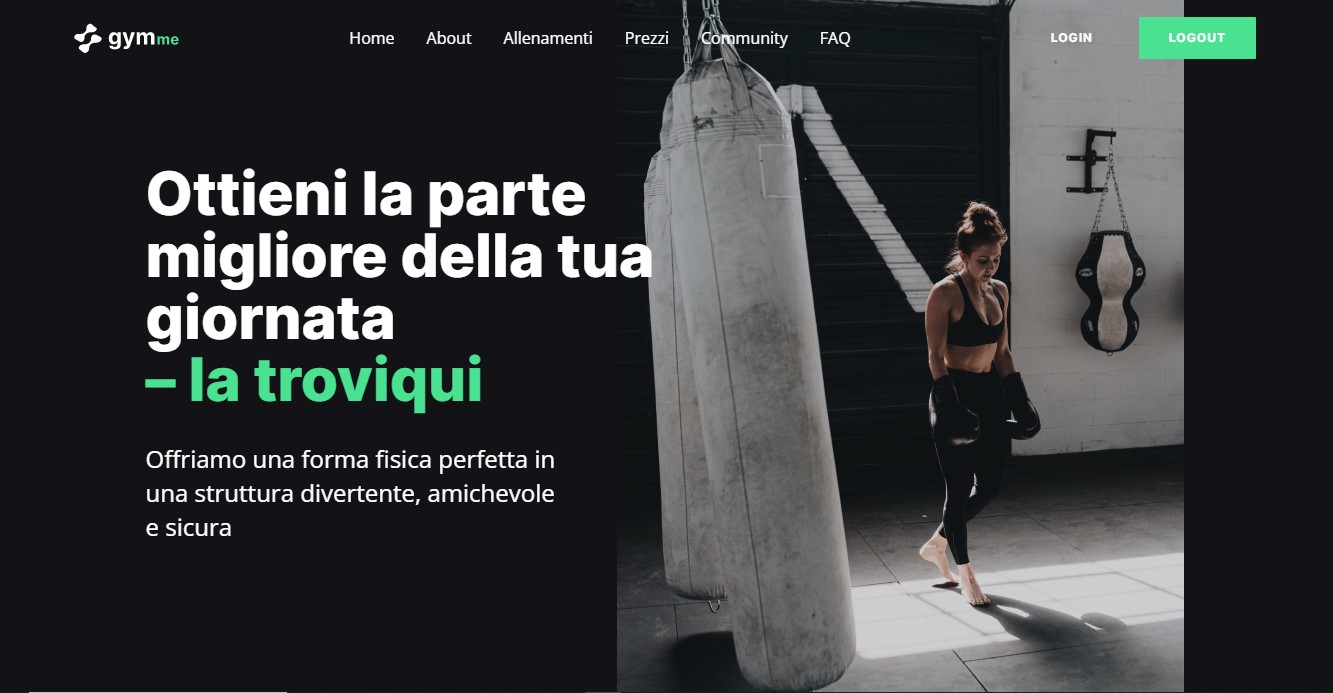 gymme
Home About Allenamenti Prezzi Community FAQ
LOGIN LOGOUT
Ottieni la parte
migliore della tua
giornata
– la troviqui
Offriamo una forma fisica perfetta in
una struttura divertente, amichevole
e sicura